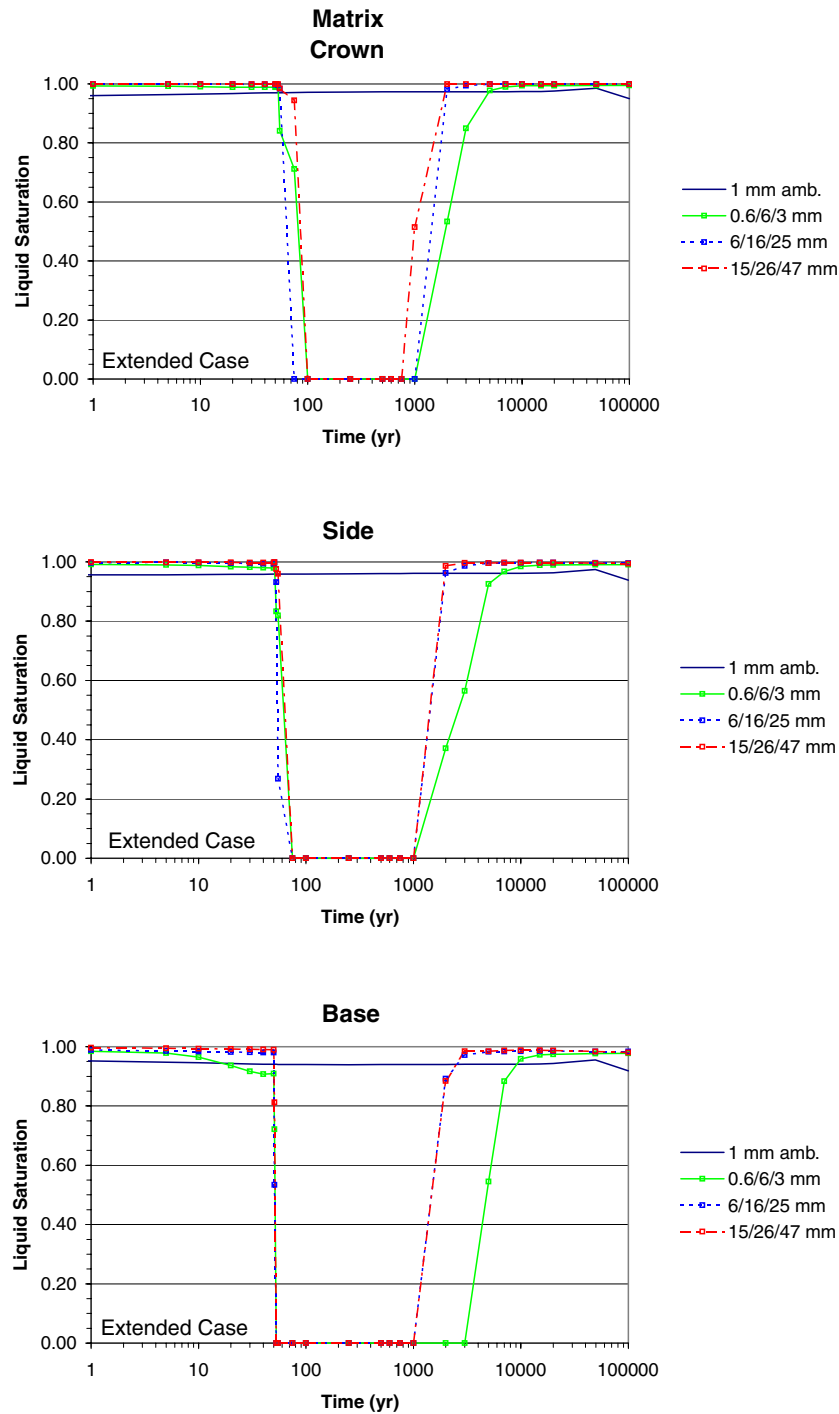 Matrix
Crown
1.00
0.80
0.60
0.40
0.20
0.00
Liquid Saturation
Extended Case
1 10 100 1000 10000 100000
Time (yr)
1 mm amb.
0.6/6/3 mm
6/16/25 mm
15/26/47 mm
Side
1.00
0.80
0.60
0.40
0.20
0.00
Liquid Saturation
Extended Case
1 10 100 1000 10000 100000
Time (yr)
1 mm amb.
0.6/6/3 mm
6/16/25 mm
15/26/47 mm
Base
1.00
0.80
0.60
0.40
0.20
0.00
Liquid Saturation
Extended Case
1 10 100 1000 10000 100000
Time (yr)
1 mm amb.
0.6/6/3 mm
6/16/25 mm
15/26/47 mm